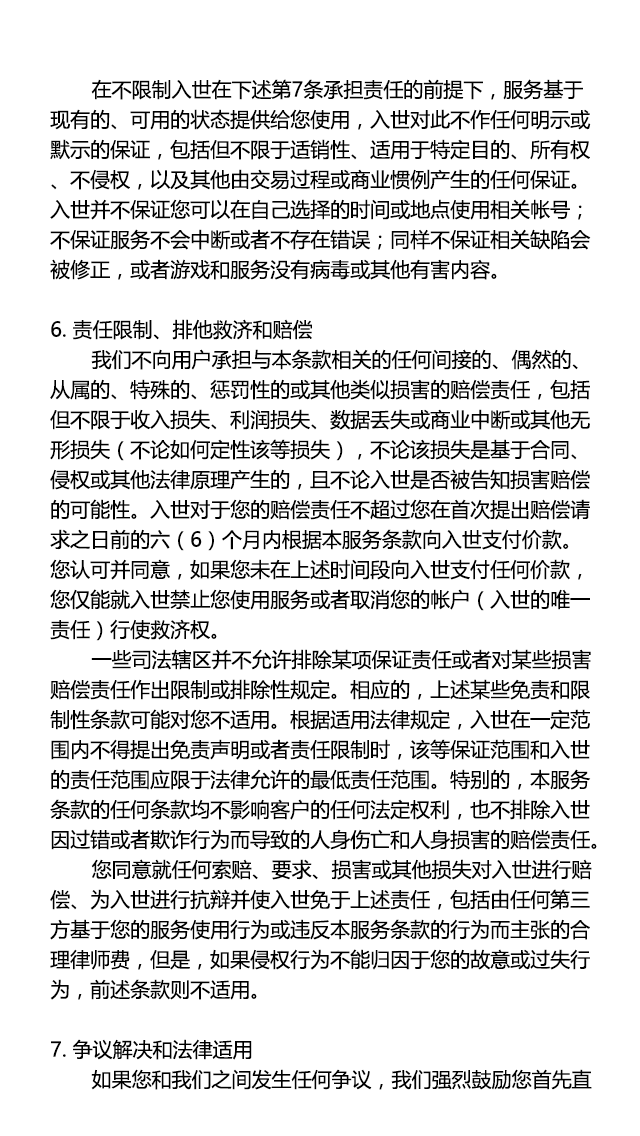 在不限制入世在下述第7条承担责任的前提下，服务基于
现有的、可用的状态提供给您使用，入世对此不作任何明示或
默示的保证，包括但不限于适销性、适用于特定目的、所有权
、不侵权，以及其他由交易过程或商业惯例产生的任何保证。
入世并不保证您可以在自己选择的时间或地点使用相关帐号；
不保证服务不会中断或者不存在错误；同样不保证相关缺陷会
被修正，或者游戏和服务没有病毒或其他有害内容。
6. 责任限制、排他救济和赔偿
我们不向用户承担与本条款相关的任何间接的、偶然的、
从属的、特殊的、惩罚性的或其他类似损害的赔偿责任，包括
但不限于收入损失、利润损失、数据丢失或商业中断或其他无
形损失（不论如何定性该等损失），不论该损失是基于合同、
侵权或其他法律原理产生的，且不论入世是否被告知损害赔偿
的可能性。入世对于您的赔偿责任不超过您在首次提出赔偿请
求之日前的六（6）个月内根据本服务条款向入世支付价款。
您认可并同意，如果您未在上述时间段向入世支付任何价款，
您仅能就入世禁止您使用服务或者取消您的帐户（入世的唯一
责任）行使救济权。
一些司法辖区并不允许排除某项保证责任或者对某些损害
赔偿责任作出限制或排除性规定。相应的，上述某些免责和限
制性条款可能对您不适用。根据适用法律规定，入世在一定范
围内不得提出免责声明或者责任限制时，该等保证范围和入世
的责任范围应限于法律允许的最低责任范围。特别的，本服务
条款的任何条款均不影响客户的任何法定权利，也不排除入世
因过错或者欺诈行为而导致的人身伤亡和人身损害的赔偿责任。
您同意就任何索赔、要求、损害或其他损失对入世进行赔
偿、为入世进行抗辩并使入世免于上述责任，包括由任何第三
方基于您的服务使用行为或违反本服务条款的行为而主张的合
理律师费，但是，如果侵权行为不能归因于您的故意或过失行
为，前述条款则不适用。
7. 争议解决和法律适用
如果您和我们之间发生任何争议，我们强烈鼓励您首先直